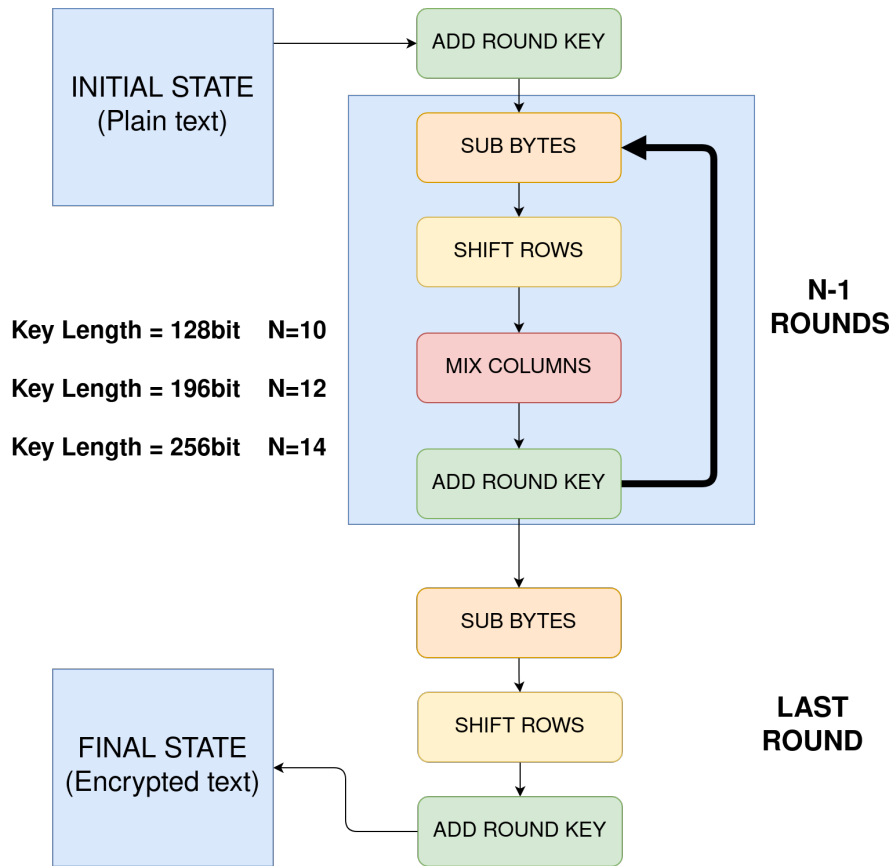 INITIAL STATE
(Plain text)
ADD ROUND KEY
SUB BYTES
SHIFT ROWS
MIX COLUMNS
ADD ROUND KEY
N-1
ROUNDS
Key Length = 128bit N=10
Key Length = 196bit N=12
Key Length = 256bit N=14
SUB BYTES
SHIFT ROWS
ADD ROUND KEY
LAST
ROUND
FINAL STATE
(Encrypted text)